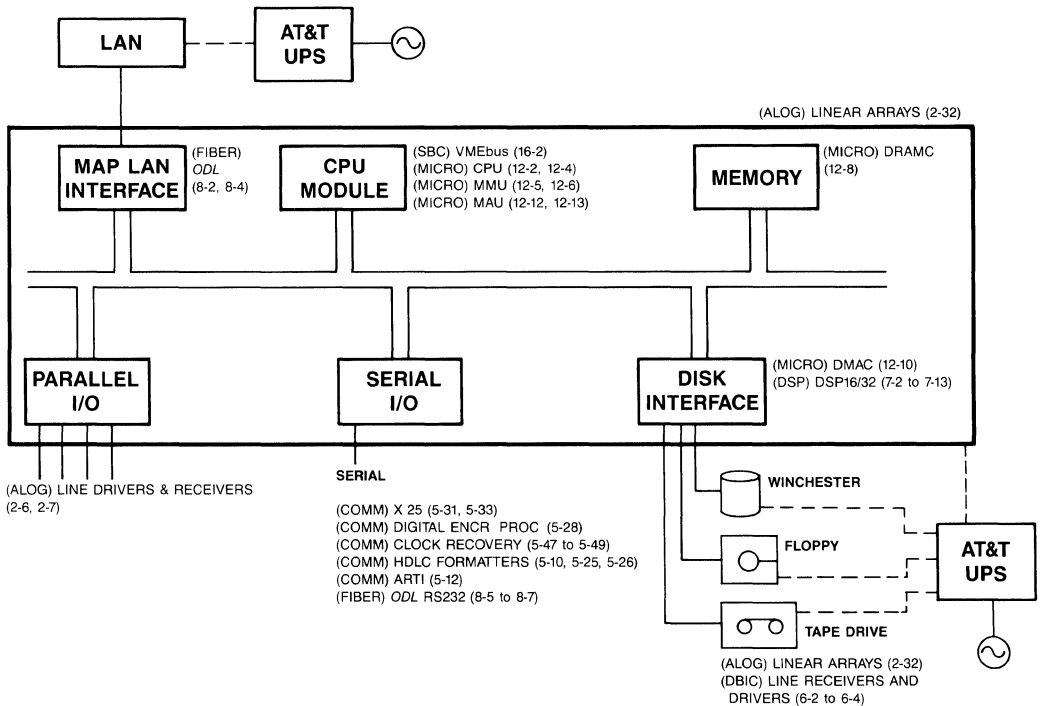 LAN
AT&T
UPS
(ALOG) LINEAR ARRAYS (2-32)
MAP LAN
INTERFACE
(FIBER)
ODL
(8-2, 8-4)
CPU
MODULE
(SBC) VMEbus (16-2)
(MICRO) CPU (12-2, 12-4)
(MICRO) MMU (12-5, 12-6)
(MICRO) MAU (12-12, 12-13)
MEMORY
(MICRO) DRAMC
(12-8)
PARALLEL
I/O
SERIAL
I/O
DISK
INTERFACE
(MICRO) DMAC (12-10)
(DSP) DSP16/32 (7-2 to 7-13)
(ALOG) LINE DRIVERS & RECEIVERS
(2-6, 2-7)
SERIAL
(COMM) X 25 (5-31, 5-33)
(COMM) DIGITAL ENCR PROC (5-28)
(COMM) CLOCK RECOVERY (5-47 to 5-49)
(COMM) HDLC FORMATTERS (5-10, 5-25, 5-26)
(COMM) ARTI (5-12)
(FIBER) ODL RS232 (8-5 to 8-7)
WINCHESTER
FLOPPY
TAPE DRIVE
AT&T
UPS
(ALOG) LINEAR ARRAYS (2-32)
(DBIC) LINE RECEIVERS AND
DRIVERS (6-2 to 6-4)